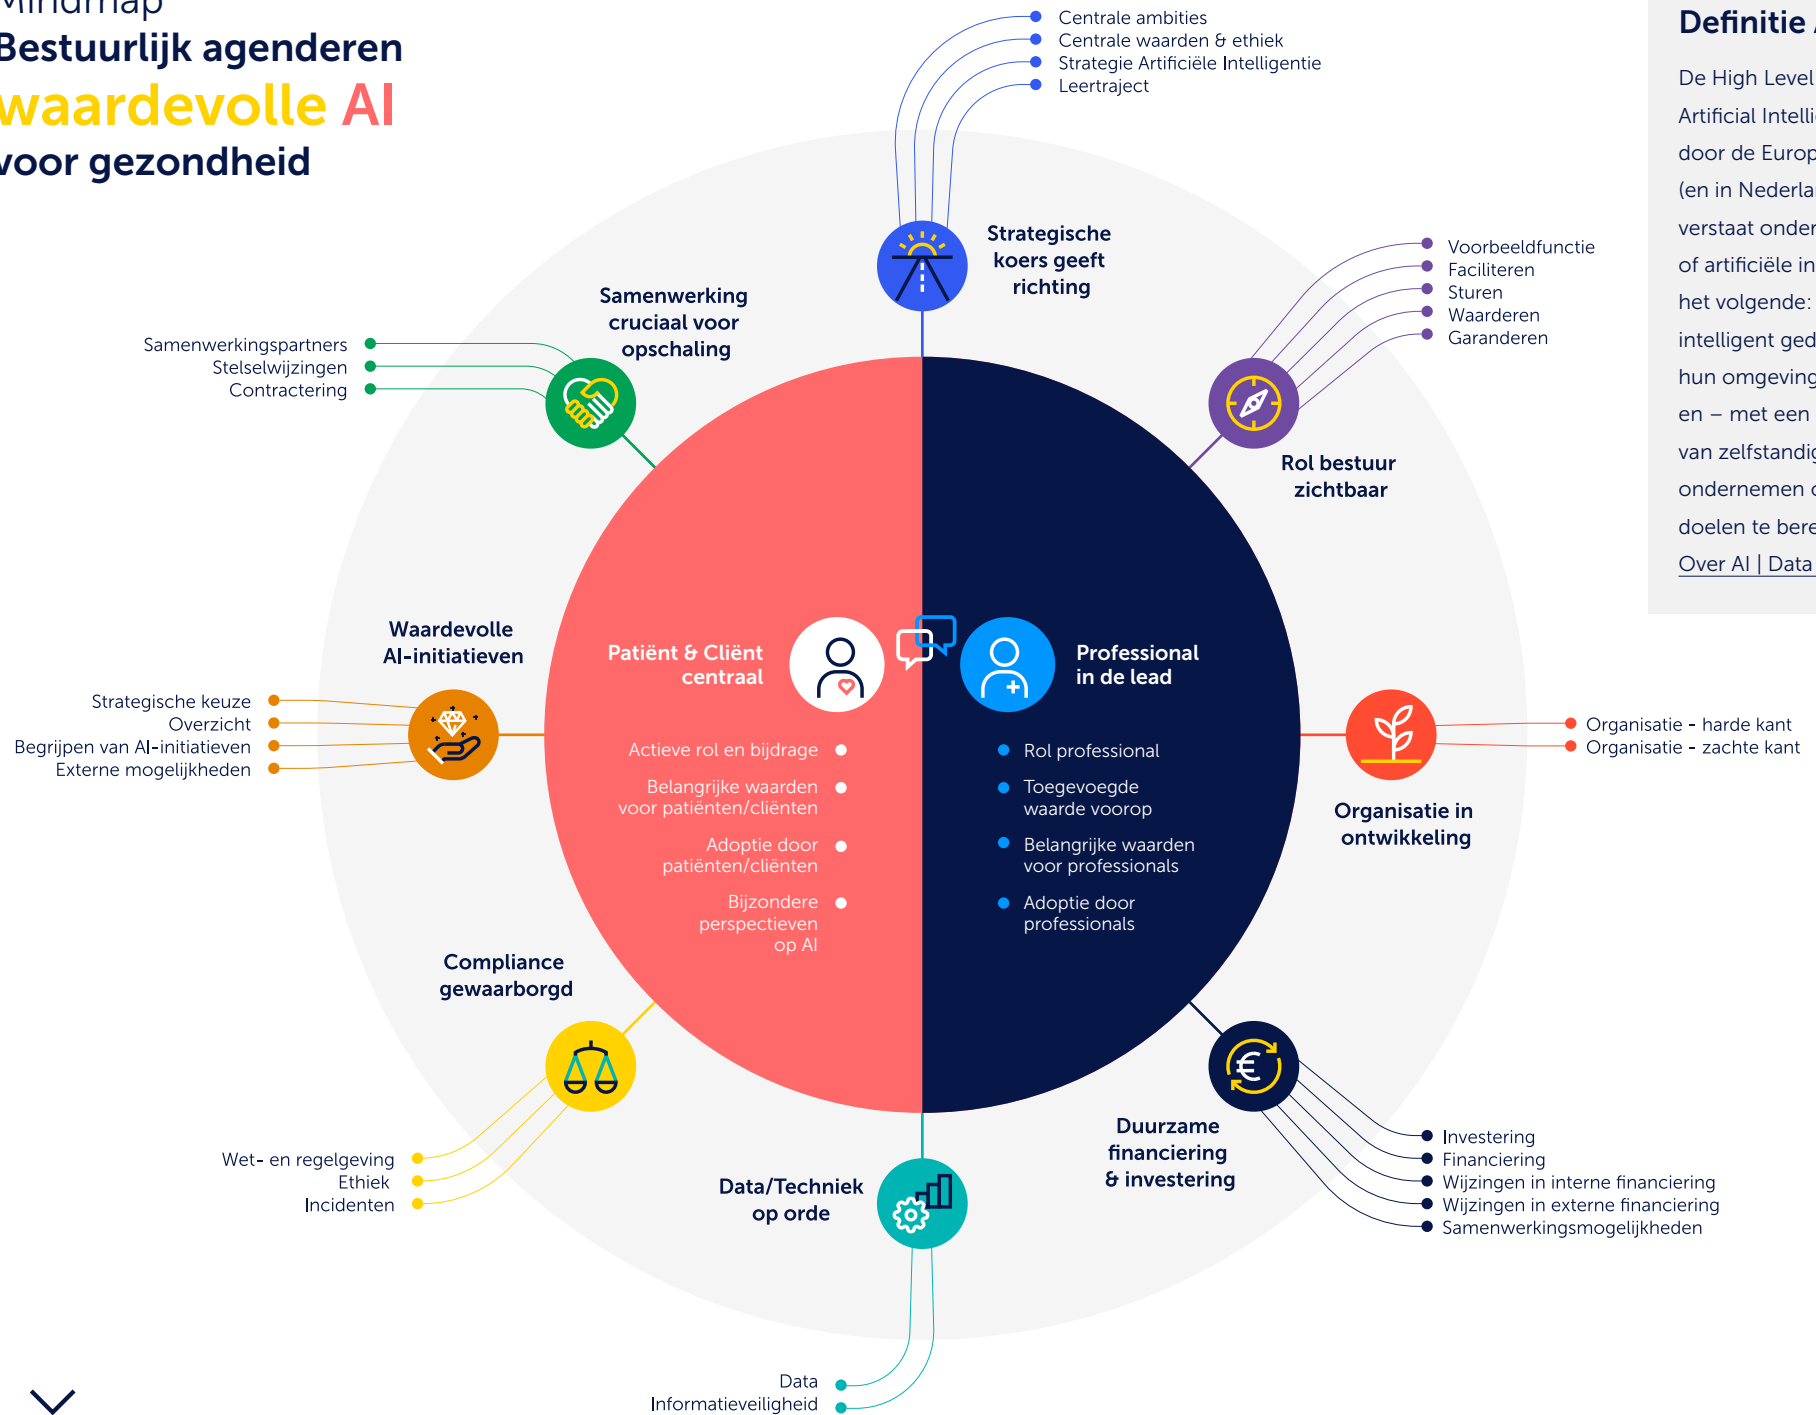 Mindmap
Bestuurlijk agenderen
waardevolle AI
voor gezondheid
Centrale ambities
Centrale waarden & ethiek
Strategie Artificiële Intelligentie
Leertraject
Strategische
koers geeft
richting
Voorbeeldfunctie
Faciliteren
Sturen
Waarderen
Garanderen
Rol bestuur
zichtbaar
Samenwerking
cruciaal voor
opschaling
Samenwerkingspartners
Stelselwijzingen
Contractering
Waardevolle
AI-initiatieven
Strategische keuze
Overzicht
Begrijpen van AI-initiatieven
Externe mogelijkheden
Patiënt & Cliënt
centraal
Actieve rol en bijdrage
Belangrijke waarden
voor patiënten/cliënten
Adoptie door
patiënten/cliënten
Bijzondere
perspectieven
op AI
Professional
in de lead
Rol professional
Toegevoegde
waarde voorop
Belangrijke waarden
voor professionals
Adoptie door
professionals
Organisatie - harde kant
Organisatie - zachte kant
Organisatie in
ontwikkeling
Compliance
gewaarborgd
Wet- en regelgeving
Ethiek
Incidenten
Data/Techniek
op orde
Data
Informatieveiligheid
Duurzame
financiering
& investering
Investering
Financiering
Wijzingen in interne financiering
Wijzingen in externe financiering
Samenwerkingsmogelijkheden
Definitie
De High Level
Artificial
door de
(en in
verstaat onder
of artificiële
het volgende:
intelligent
hun omgeving
en – met een
van
ondernemen
doelen te
Over AI | Data